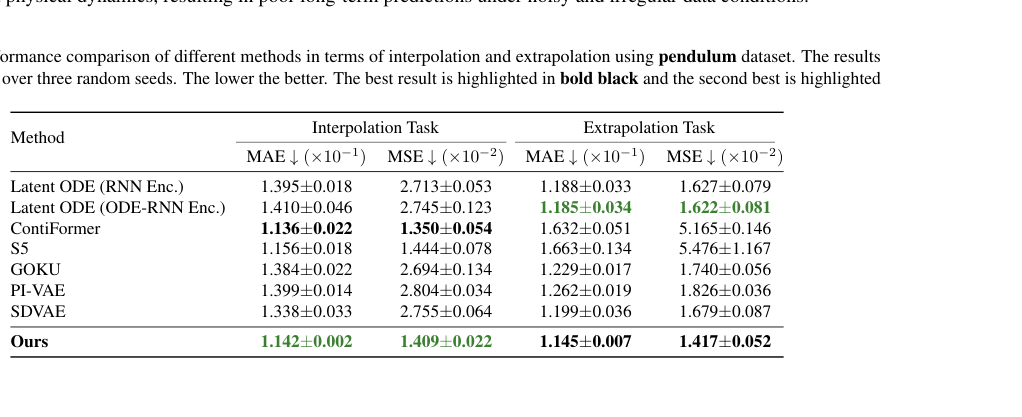 physical dynamics, resulting in poor long-term predictions under noisy and irregular data conditions.
formance comparison of different methods in terms of interpolation and extrapolation using pendulum dataset. The results
over three random seeds. The lower the better. The best result is highlighted in bold black and the second best is highlighted
Method Interpolation Task Extrapolation Task
MAE ↓ (×10⁻¹) MSE ↓ (×10⁻²) MAE ↓ (×10⁻¹) MSE ↓ (×10⁻²)
Latent ODE (RNN Enc.) 1.395±0.018 2.713±0.053 1.188±0.033 1.627±0.079
Latent ODE (ODE-RNN Enc.) 1.410±0.046 2.745±0.123 1.185±0.034 1.622±0.081
ContiFormer 1.136±0.022 1.350±0.054 1.632±0.051 5.165±0.146
S5 1.156±0.018 1.444±0.078 1.663±0.134 5.476±1.167
GOKU 1.384±0.022 2.694±0.134 1.229±0.017 1.740±0.056
PI-VAE 1.399±0.014 2.804±0.034 1.262±0.019 1.826±0.036
SDVAE 1.338±0.033 2.755±0.064 1.199±0.036 1.679±0.087
Ours 1.142±0.002 1.409±0.022 1.145±0.007 1.417±0.052